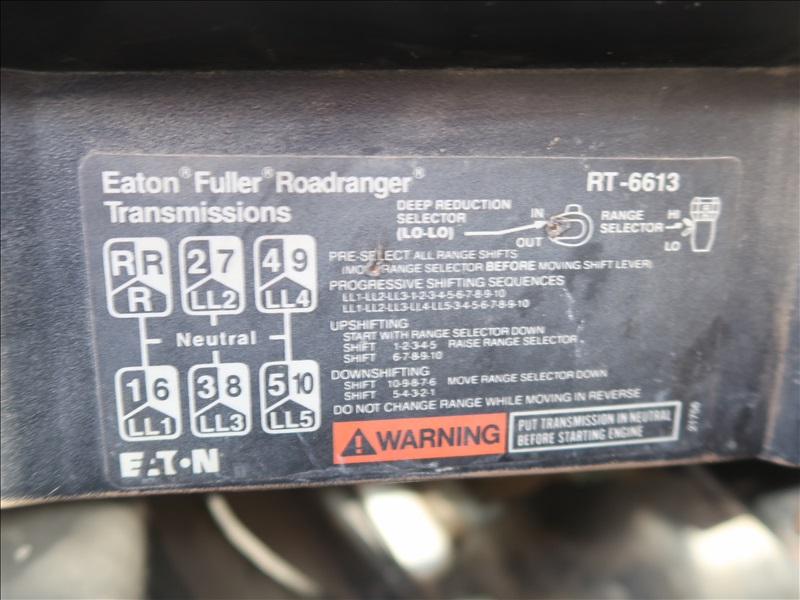 Eaton® Fuller® Roadranger®
Transmissions
RT-6613
DEEP REDUCTION
SELECTOR
(LO-LO)
IN
OUT
RANGE
SELECTOR
HI
LO
R R R
2 7 LL2
4 9 LL4
Neutral
1 6 LL1
3 8 LL3
5 10 LL5
PRE-SELECT ALL RANGE SHIFTS
RANGE SELECTOR BEFORE MOVING SHIFT LEVER)
PROGRESSIVE SHIFTING SEQUENCES
LL1-LL2-LL3-1-2-3-4-5-6-7-8-9-10
LL1-LL2-LL3-LL4-LL5-3-4-5-6-7-8-9-10
UPSHIFTING
START WITH RANGE SELECTOR DOWN
SHIFT 1-2-3-4-5 RAISE RANGE SELECTOR
SHIFT 6-7-8-9-10
DOWNSHIFTING
SHIFT 10-9-8-7-6 MOVE RANGE SELECTOR DOWN
SHIFT 5-4-3-2-1
DO NOT CHANGE RANGE WHILE MOVING IN REVERSE
WARNING
PUT TRANSMISSION IN NEUTRAL
BEFORE STARTING ENGINE
EATON